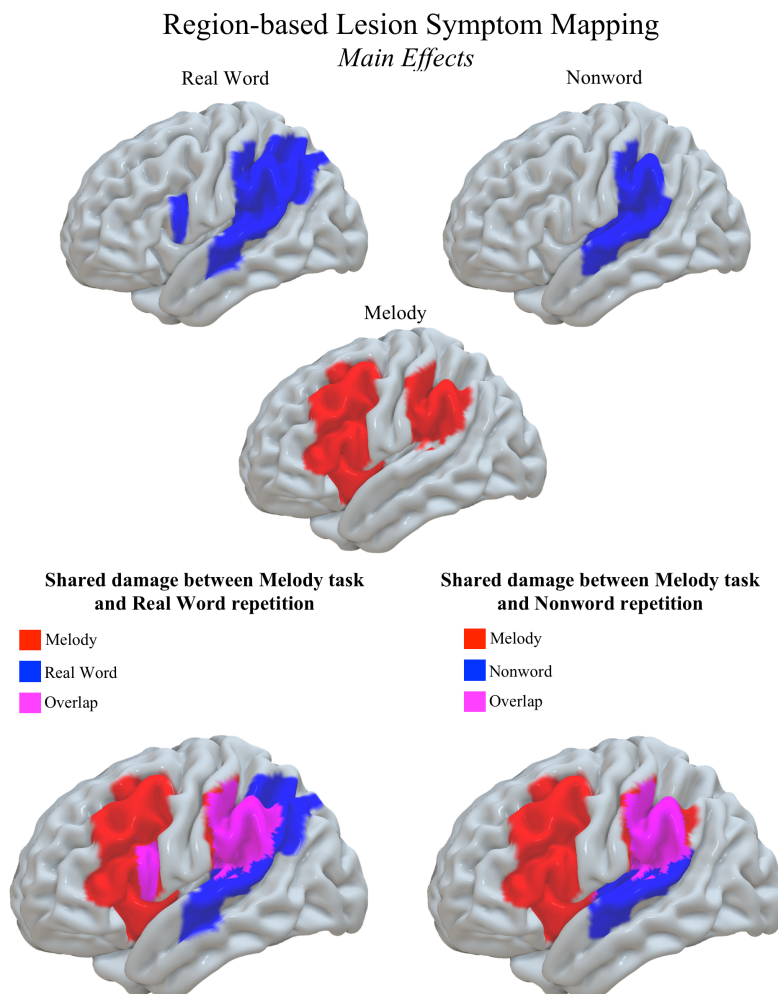 Region-based Lesion Symptom Mapping
Main Effects
Real Word
Nonword
Melody
Shared damage between Melody task
and Real Word repetition
Melody
Real Word
Overlap
Shared damage between Melody task
and Nonword repetition
Melody
Nonword
Overlap